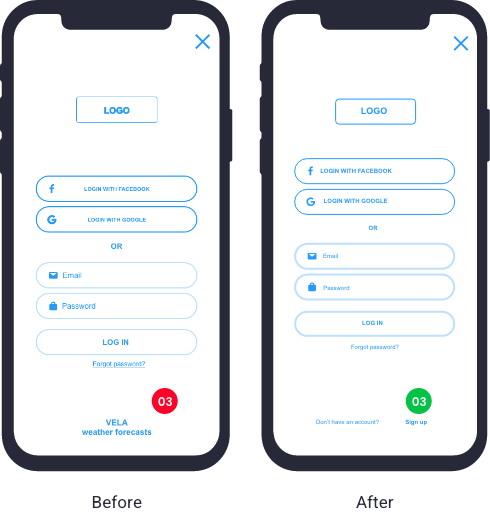 LOGO
LOGIN WITH FACEBOOK
LOGIN WITH GOOGLE
OR
Email
Password
LOG IN
Forgot password?
03
VELA
weather forecasts
Before
LOGO
LOGIN WITH FACEBOOK
LOGIN WITH GOOGLE
OR
Email
Password
LOG IN
Forgot password?
03
Don't have an account? Sign up
After